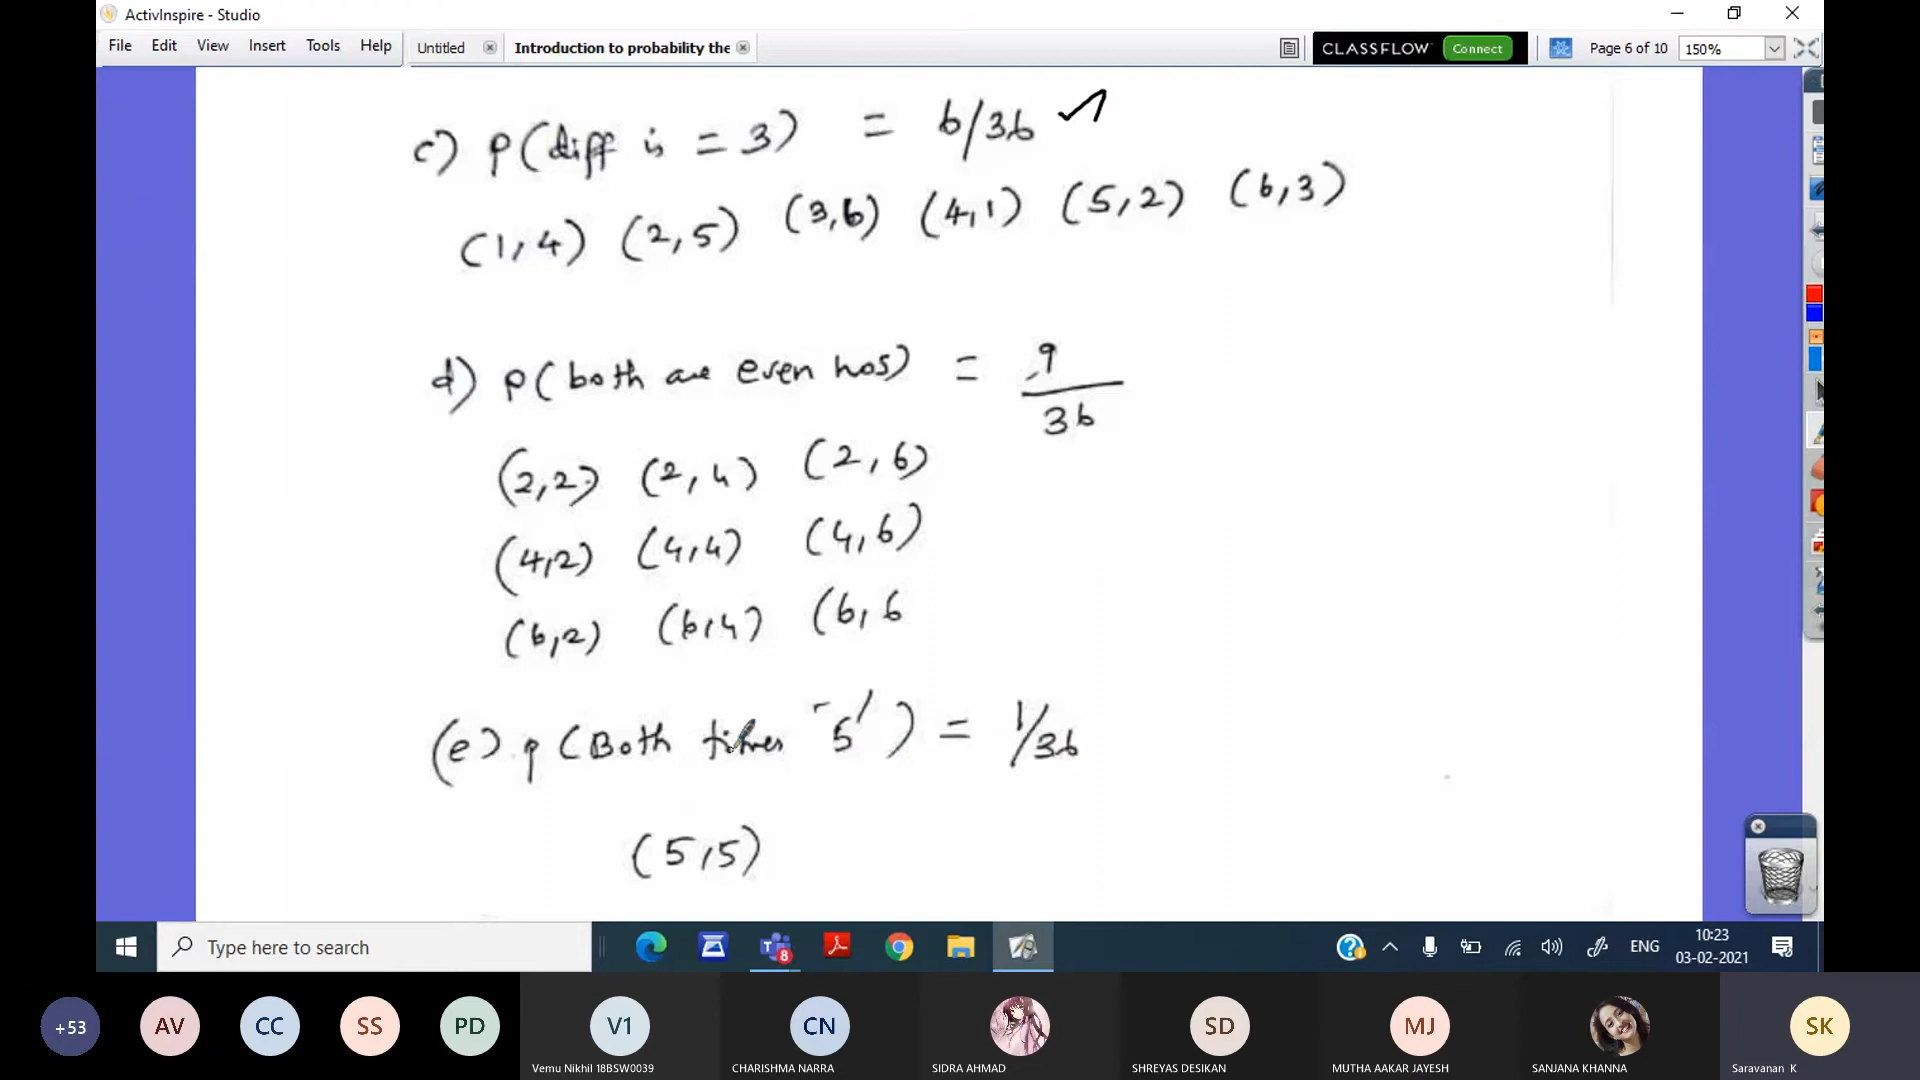 ActivInspire - Studio
File Edit View Insert Tools Help
Untitled
Introduction to probability the
CLASSFLOW Connect
Page 6 of 10
150%
c) P(diff is = 3) = 6/36 ✓
(1,4) (2,5) (3,6) (4,1) (5,2) (6,3)
d) P(both are even nos) = 9/36
(2,2) (2,4) (2,6)
(4,2) (4,4) (4,6)
(6,2) (6,4) (6,6
(e) P(Both times '5') = 1/36
(5,5)
Type here to search
8
ENG
10:23
03-02-2021
+53 AV CC SS PD V1 CN SD MJ SK
Vemu Nikhil 18BSW0039
CHARISHMA NARRA
SIDRA AHMAD
SHREYAS DESIKAN
MUTHA AAKAR JAYESH
SANJANA KHANNA
Saravanan K